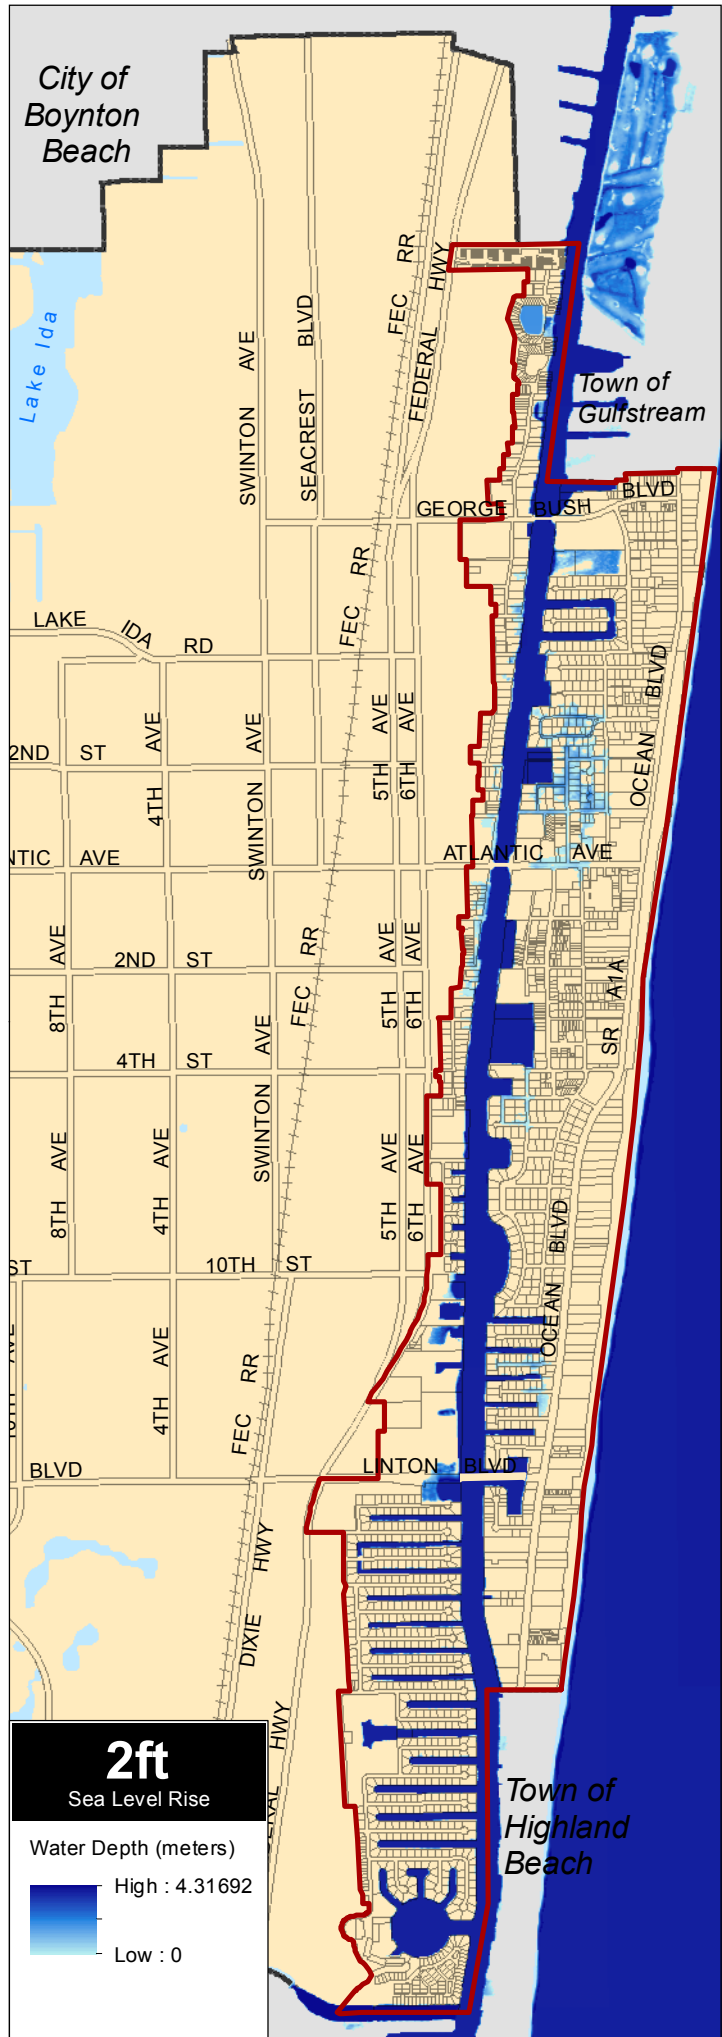 City of
Boynton
Beach
Lake Ida
FEC RR
FEDERAL HWY
SWINTON AVE
SEACREST BLVD
Town of
Gulfstream
GEORGE BUSH BLVD
FEC RR
LAKE IDA RD
OCEAN BLVD
2ND ST
4TH AVE
SWINTON AVE
5TH AVE
6TH AVE
NTIC AVE
ATLANTIC AVE
8TH AVE
2ND ST
FEC RR
5TH AVE
6TH AVE
SR A1A
4TH ST
SWINTON AVE
8TH AVE
4TH AVE
5TH AVE
6TH AVE
OCEAN BLVD
ST
10TH ST
4TH AVE
FEC RR
BLVD
LINTON BLVD
DIXIE HWY
ERAL HWY
2ft
Sea Level Rise
Town of
Highland
Beach
Water Depth (meters)
High : 4.31692
Low : 0